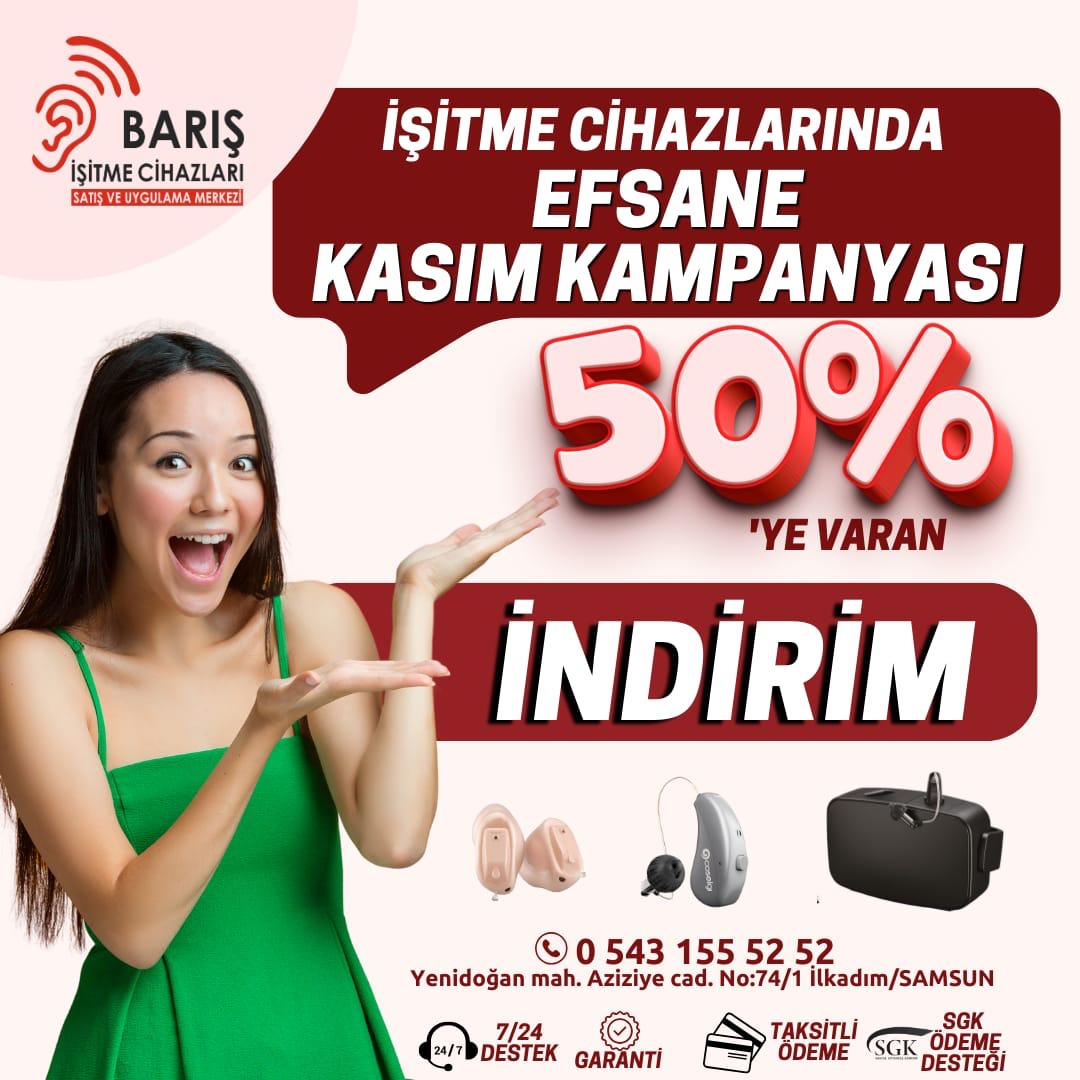 BARIŞ
İŞİTME CİHAZLARI
SATIŞ VE UYGULAMA MERKEZİ
İŞİTME CİHAZLARINDA
EFSANE
KASIM KAMPANYASI
50%
'YE VARAN
İNDİRİM
coselgi
0 543 155 52 52
Yenidoğan mah. Aziziye cad. No:74/1 İlkadım/SAMSUN
24/7
7/24
DESTEK
GARANTİ
TAKSİTLİ
ÖDEME
SGK
SGK
ÖDEME
DESTEĞİ